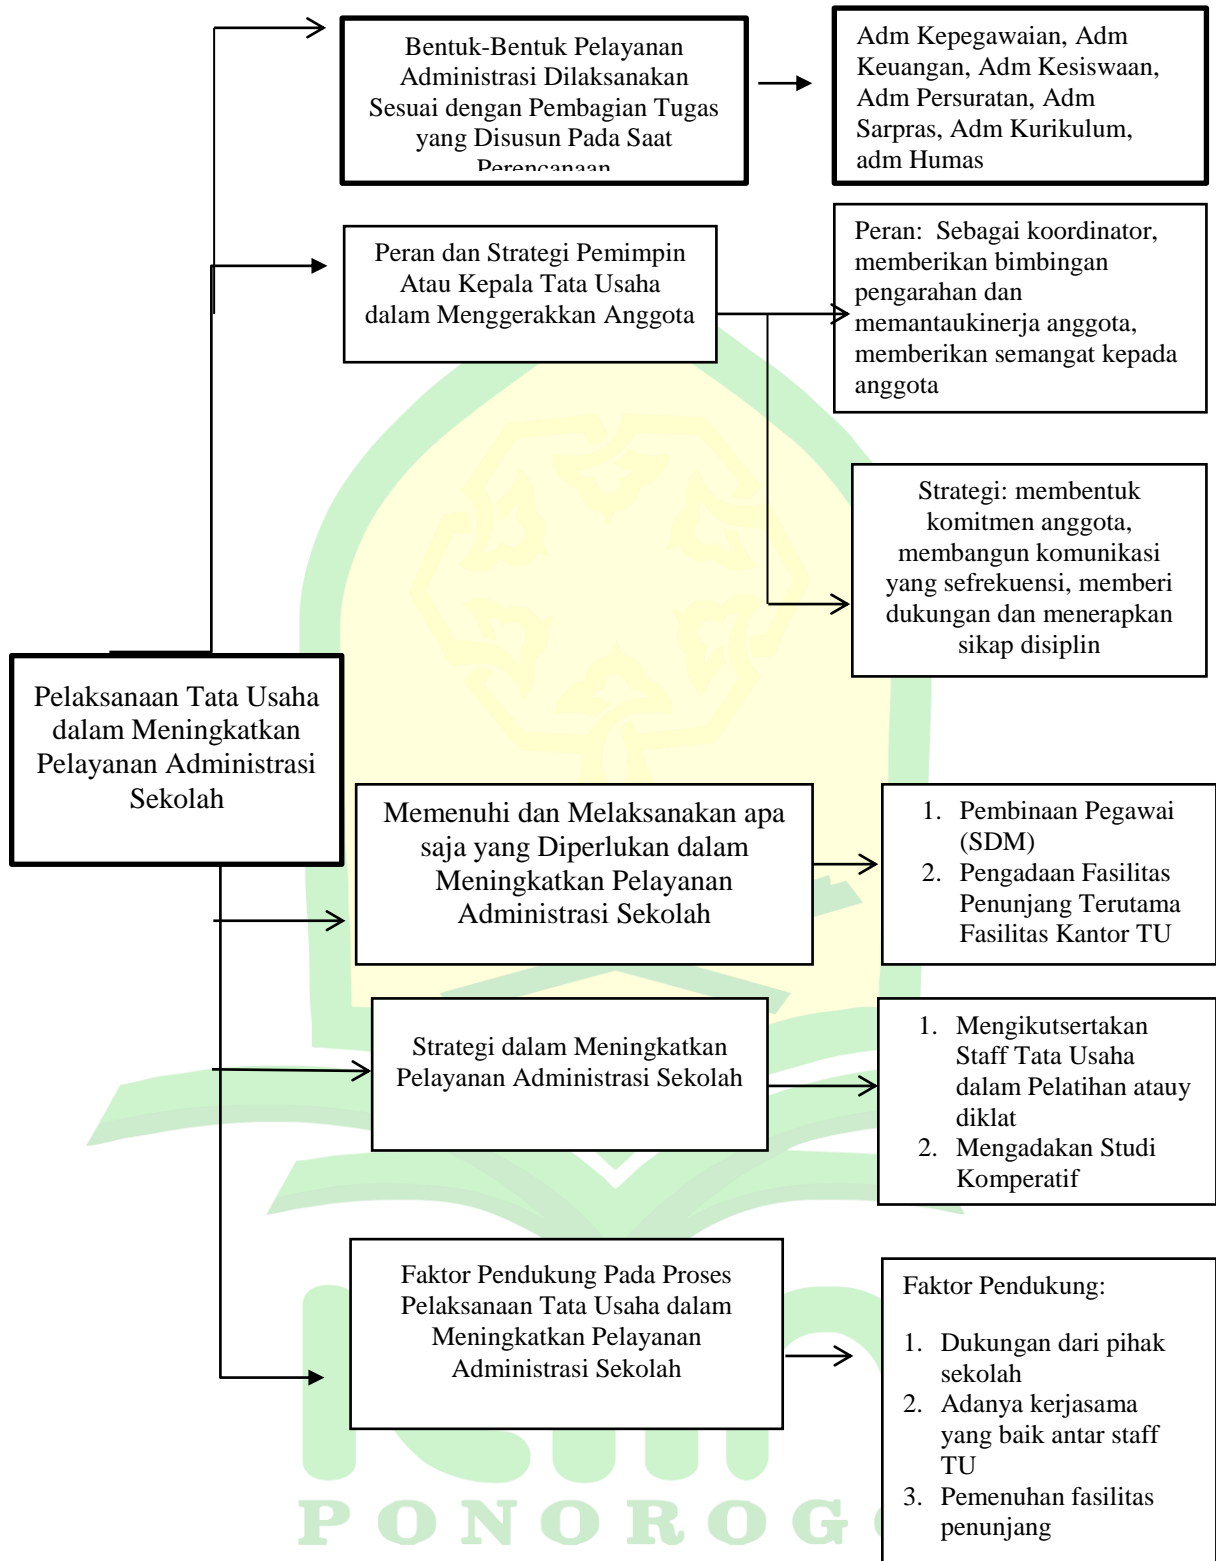 Bentuk-Bentuk Pelayanan
Administrasi Dilaksanakan
Sesuai dengan Pembagian Tugas
yang Disusun Pada Saat
Perencanaan
Adm Kepegawaian, Adm
Keuangan, Adm Kesiswaan,
Adm Persuratan, Adm
Sarpras, Adm Kurikulum,
adm Humas
Peran dan Strategi Pemimpin
Atau Kepala Tata Usaha
dalam Menggerakkan Anggota
Peran:  Sebagai koordinator,
memberikan bimbingan
pengarahan dan
memantaukinerja anggota,
memberikan semangat kepada
anggota
Strategi: membentuk
komitmen anggota,
membangun komunikasi
yang sefrekuensi, memberi
dukungan dan menerapkan
sikap disiplin
Pelaksanaan Tata Usaha
dalam Meningkatkan
Pelayanan Administrasi
Sekolah
Memenuhi dan Melaksanakan apa
saja yang Diperlukan dalam
Meningkatkan Pelayanan
Administrasi Sekolah
1. Pembinaan Pegawai
(SDM)
2. Pengadaan Fasilitas
Penunjang Terutama
Fasilitas Kantor TU
Strategi dalam Meningkatkan
Pelayanan Administrasi Sekolah
1. Mengikutsertakan
Staff Tata Usaha
dalam Pelatihan atauy
diklat
2. Mengadakan Studi
Komperatif
Faktor Pendukung Pada Proses
Pelaksanaan Tata Usaha dalam
Meningkatkan Pelayanan
Administrasi Sekolah
Faktor Pendukung:
1. Dukungan dari pihak
sekolah
2. Adanya kerjasama
yang baik antar staff
TU
3. Pemenuhan fasilitas
penunjang
PONOROG